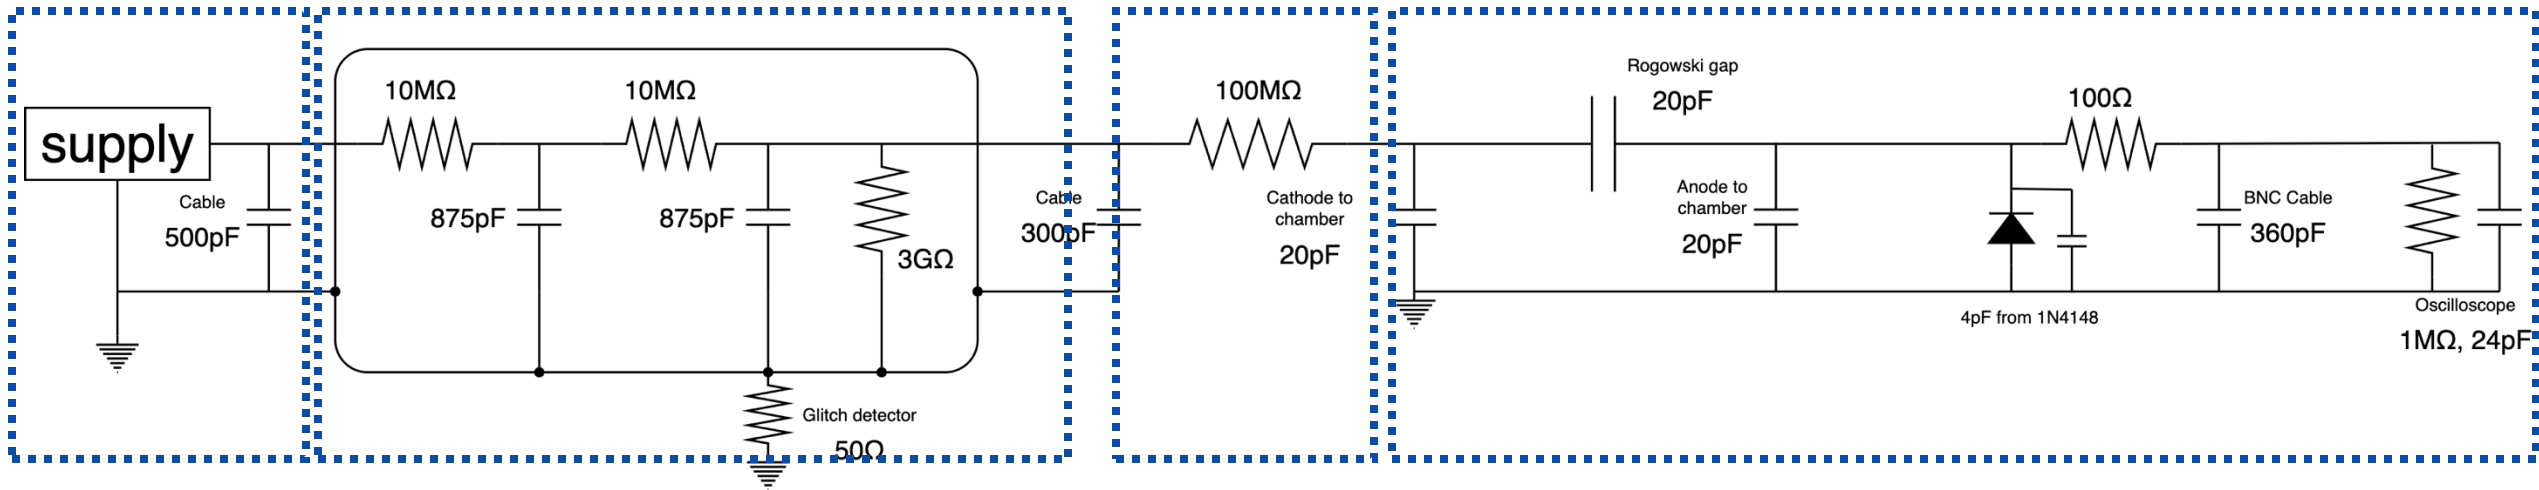 supply
Cable
500pF
10MΩ
875pF
10MΩ
875pF
3GΩ
Glitch detector
50Ω
Cable
300pF
100MΩ
Cathode to
chamber
20pF
Rogowski gap
20pF
Anode to
chamber
20pF
4pF from 1N4148
100Ω
BNC Cable
360pF
Oscilloscope
1MΩ, 24pF